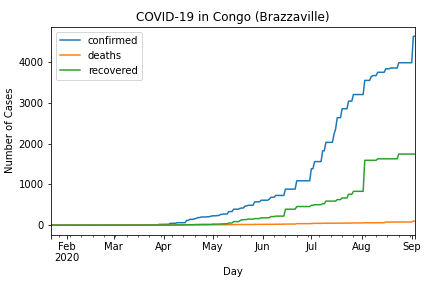 COVID-19 in Congo (Brazzaville)
confirmed
deaths
recovered
Number of Cases
4000
3000
2000
1000
0
Feb Mar Apr May Jun Jul Aug Sep
2020
Day